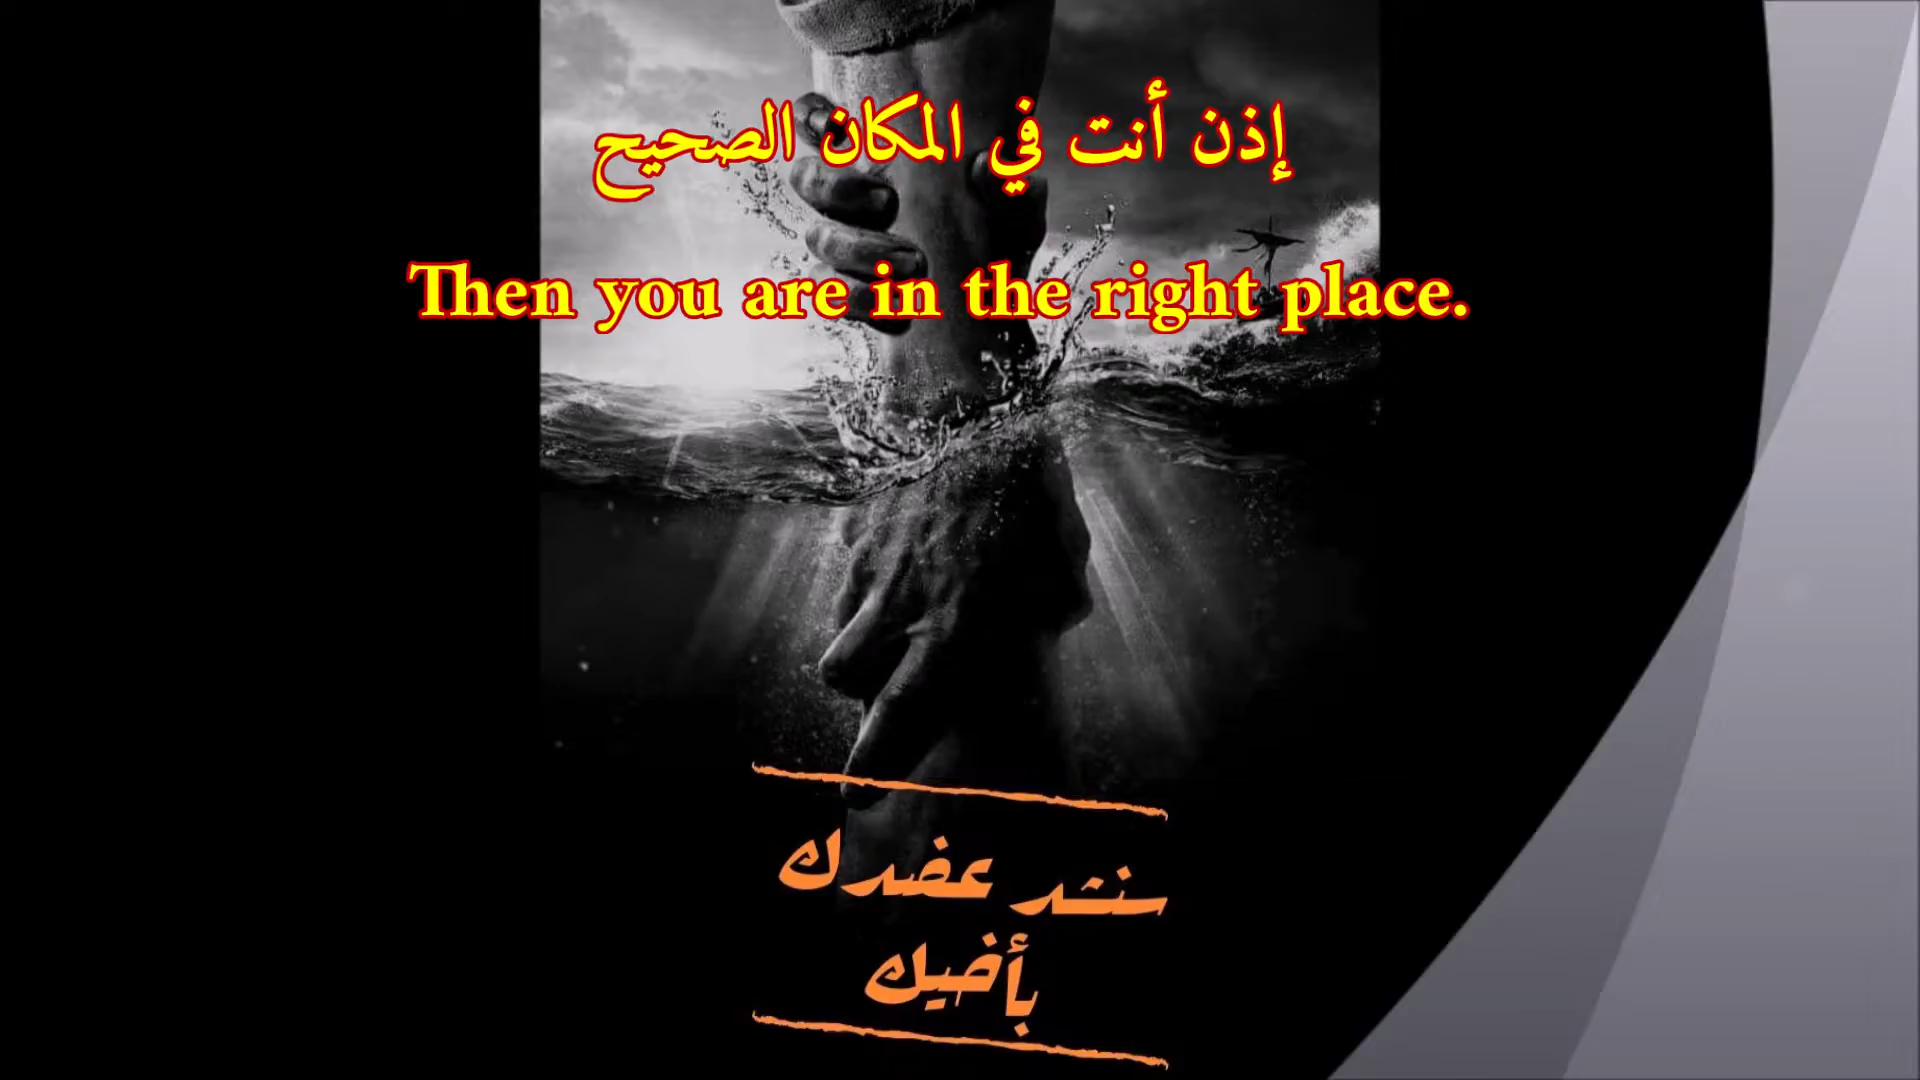 إذن أنت في المكان الصحيح
Then you are in the right place.
سنشد عضدك
بأخيك